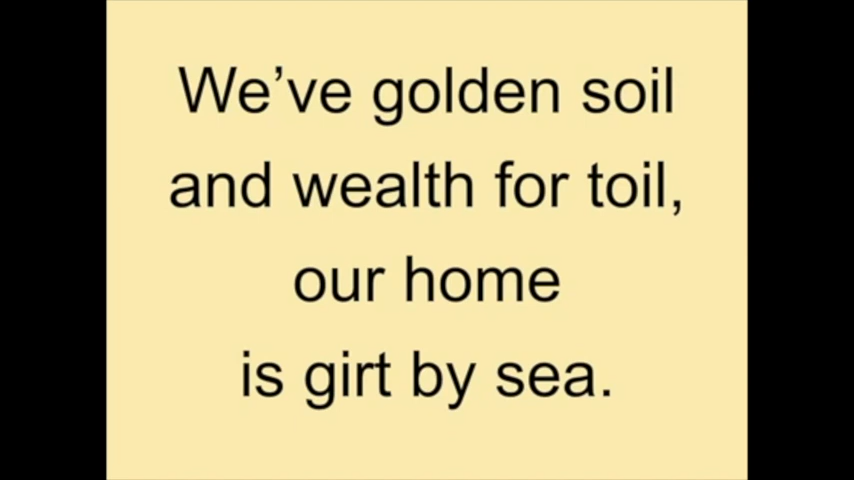 We’ve golden soil
and wealth for toil,
our home
is girt by sea.